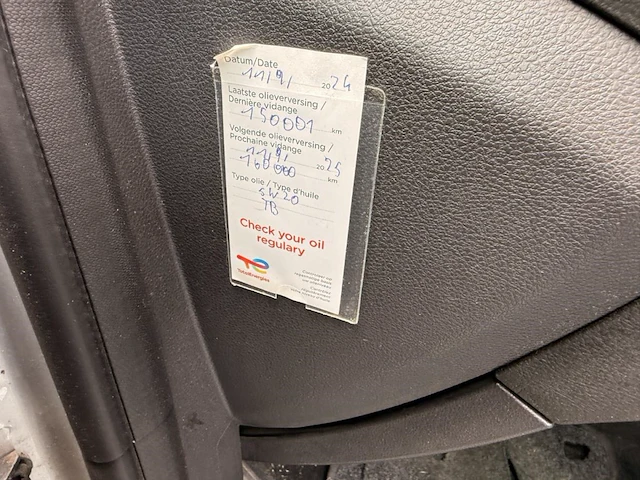 Datum/Date
11/9/ 2024
Laatste olieverversing /
Dernière vidange
150001 km
Volgende olieverversing /
Prochaine vidange
11/9/ 2025
160000 km
Type olie / Type d'huile
5W20
Check your oil
regulary
TotalEnergies